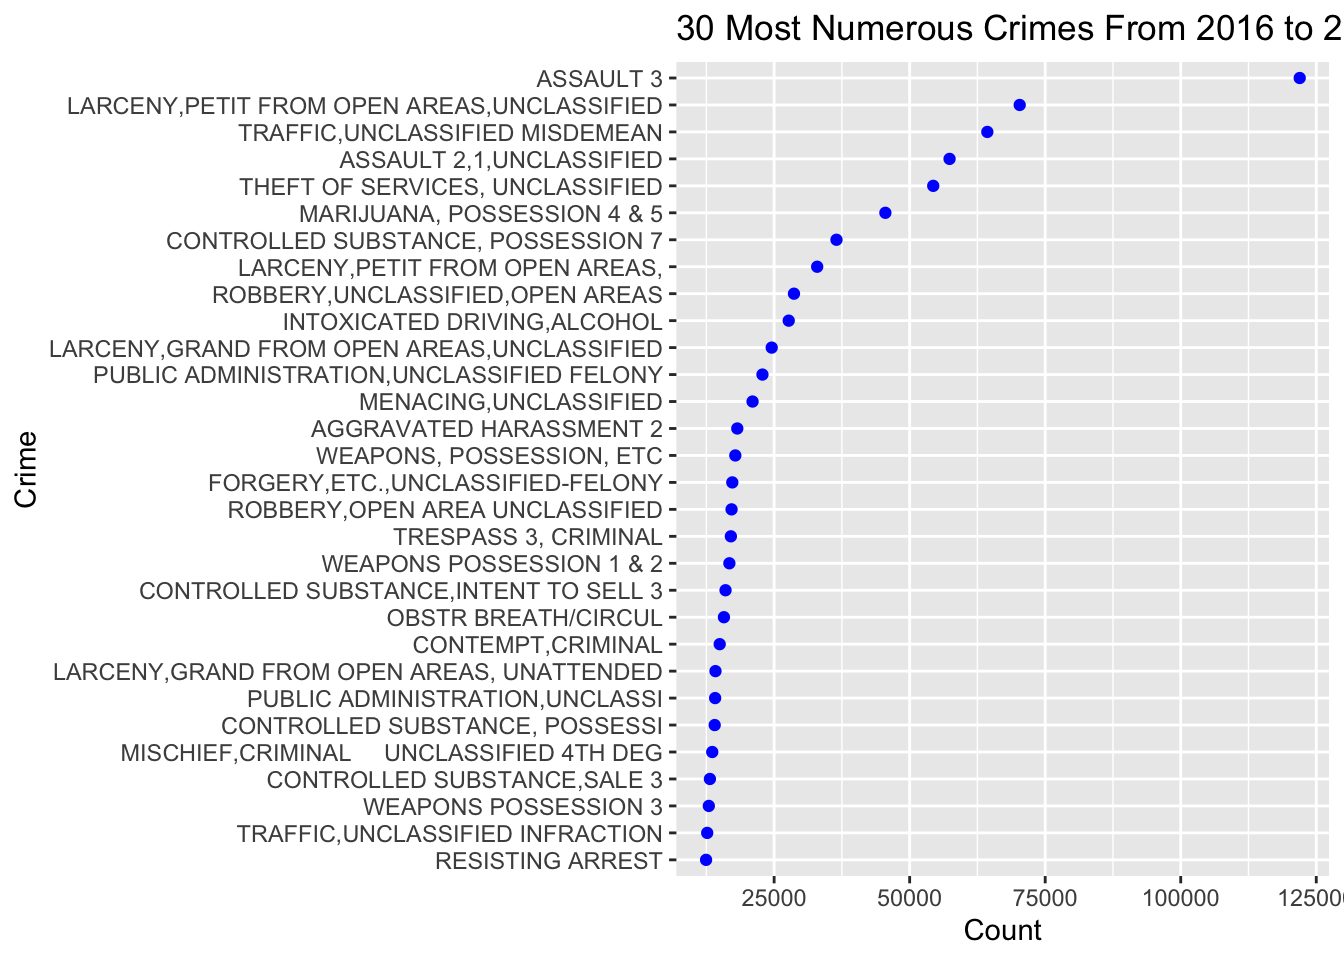 30 Most Numerous Crimes From 2016 to 2
ASSAULT 3
LARCENY,PETIT FROM OPEN AREAS,UNCLASSIFIED
TRAFFIC,UNCLASSIFIED MISDEMEAN
ASSAULT 2,1,UNCLASSIFIED
THEFT OF SERVICES, UNCLASSIFIED
MARIJUANA, POSSESSION 4 & 5
CONTROLLED SUBSTANCE, POSSESSION 7
LARCENY,PETIT FROM OPEN AREAS,
ROBBERY,UNCLASSIFIED,OPEN AREAS
INTOXICATED DRIVING,ALCOHOL
LARCENY,GRAND FROM OPEN AREAS,UNCLASSIFIED
PUBLIC ADMINISTRATION,UNCLASSIFIED FELONY
MENACING,UNCLASSIFIED
AGGRAVATED HARASSMENT 2
WEAPONS, POSSESSION, ETC
FORGERY,ETC.,UNCLASSIFIED-FELONY
ROBBERY,OPEN AREA UNCLASSIFIED
TRESPASS 3, CRIMINAL
WEAPONS POSSESSION 1 & 2
CONTROLLED SUBSTANCE,INTENT TO SELL 3
OBSTR BREATH/CIRCUL
CONTEMPT,CRIMINAL
LARCENY,GRAND FROM OPEN AREAS, UNATTENDED
PUBLIC ADMINISTRATION,UNCLASSI
CONTROLLED SUBSTANCE, POSSESSI
MISCHIEF,CRIMINAL     UNCLASSIFIED 4TH DEG
CONTROLLED SUBSTANCE,SALE 3
WEAPONS POSSESSION 3
TRAFFIC,UNCLASSIFIED INFRACTION
RESISTING ARREST
Crime
25000 50000 75000 100000 125000
Count